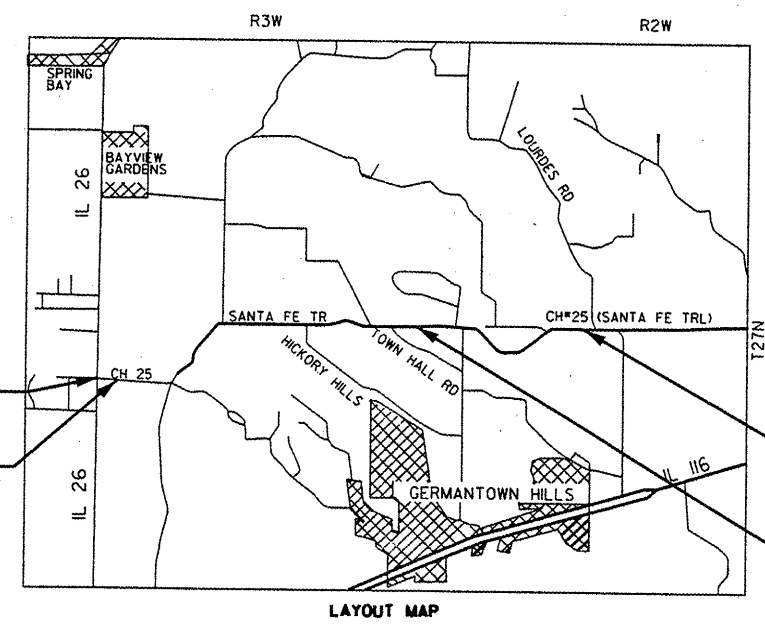 R3W
R2W
SPRING
BAY
BAYVIEW
GARDENS
IL 26
LOURDES RD
SANTA FE TR
CH#25 (SANTA FE TRL)
T27N
HICKORY HILLS
TOWN HALL RD
CH 25
IL 26
GERMANTOWN HILLS
IL 116
LAYOUT MAP